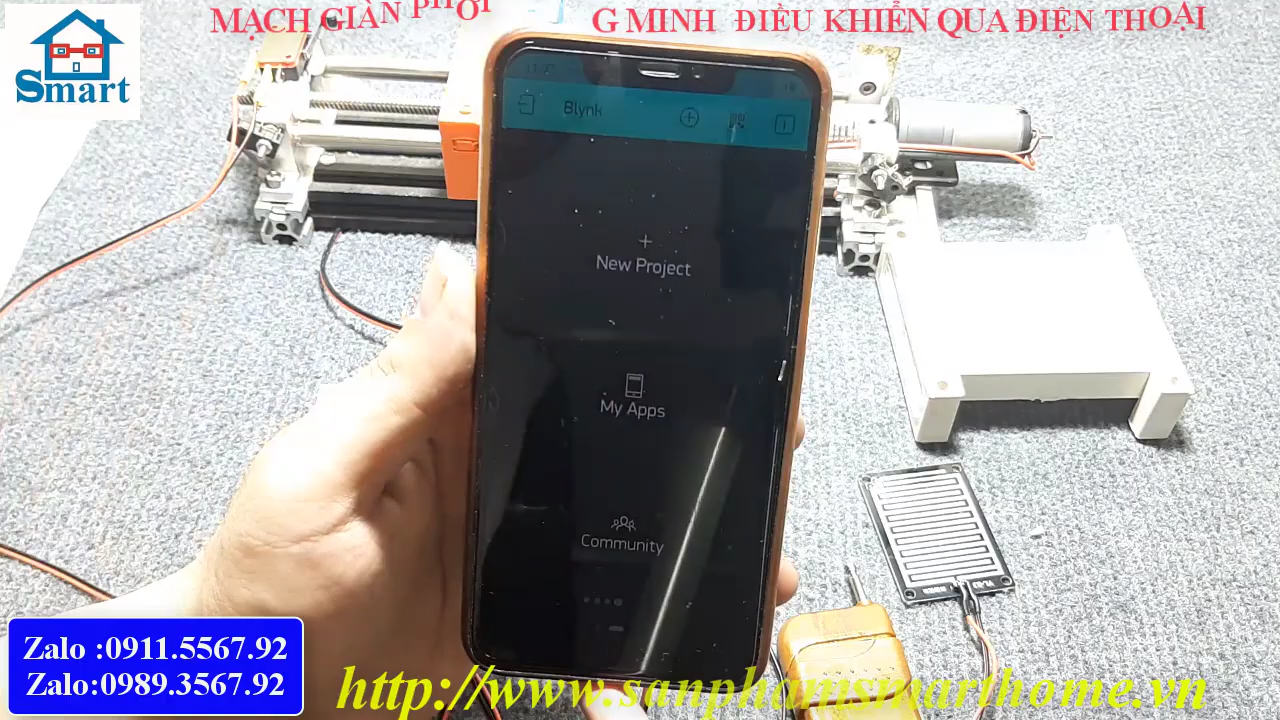 MẠCH GIÀN PHƠI
G MINH ĐIỀU KHIỂN QUA ĐIỆN THOẠI
Smart
Blynk
New Project
My Apps
Community
Zalo :0911.5567.92
Zalo:0989.3567.92
http://www.sanphamsmarthome.vn